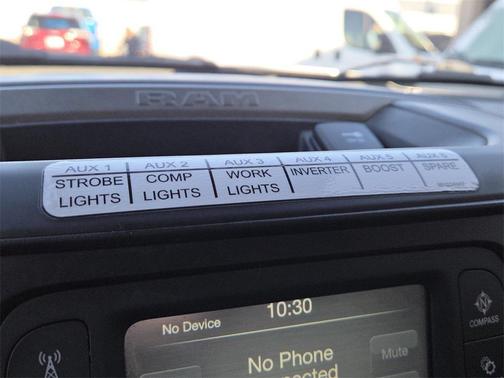 RAM
AUX 1 AUX 2 AUX 3 AUX 4 AUX 5 AUX 6
STROBE COMP WORK INVERTER BOOST SPARE
LIGHTS LIGHTS LIGHTS
10:30
No Device
No Phone
Mute
COMPASS
N